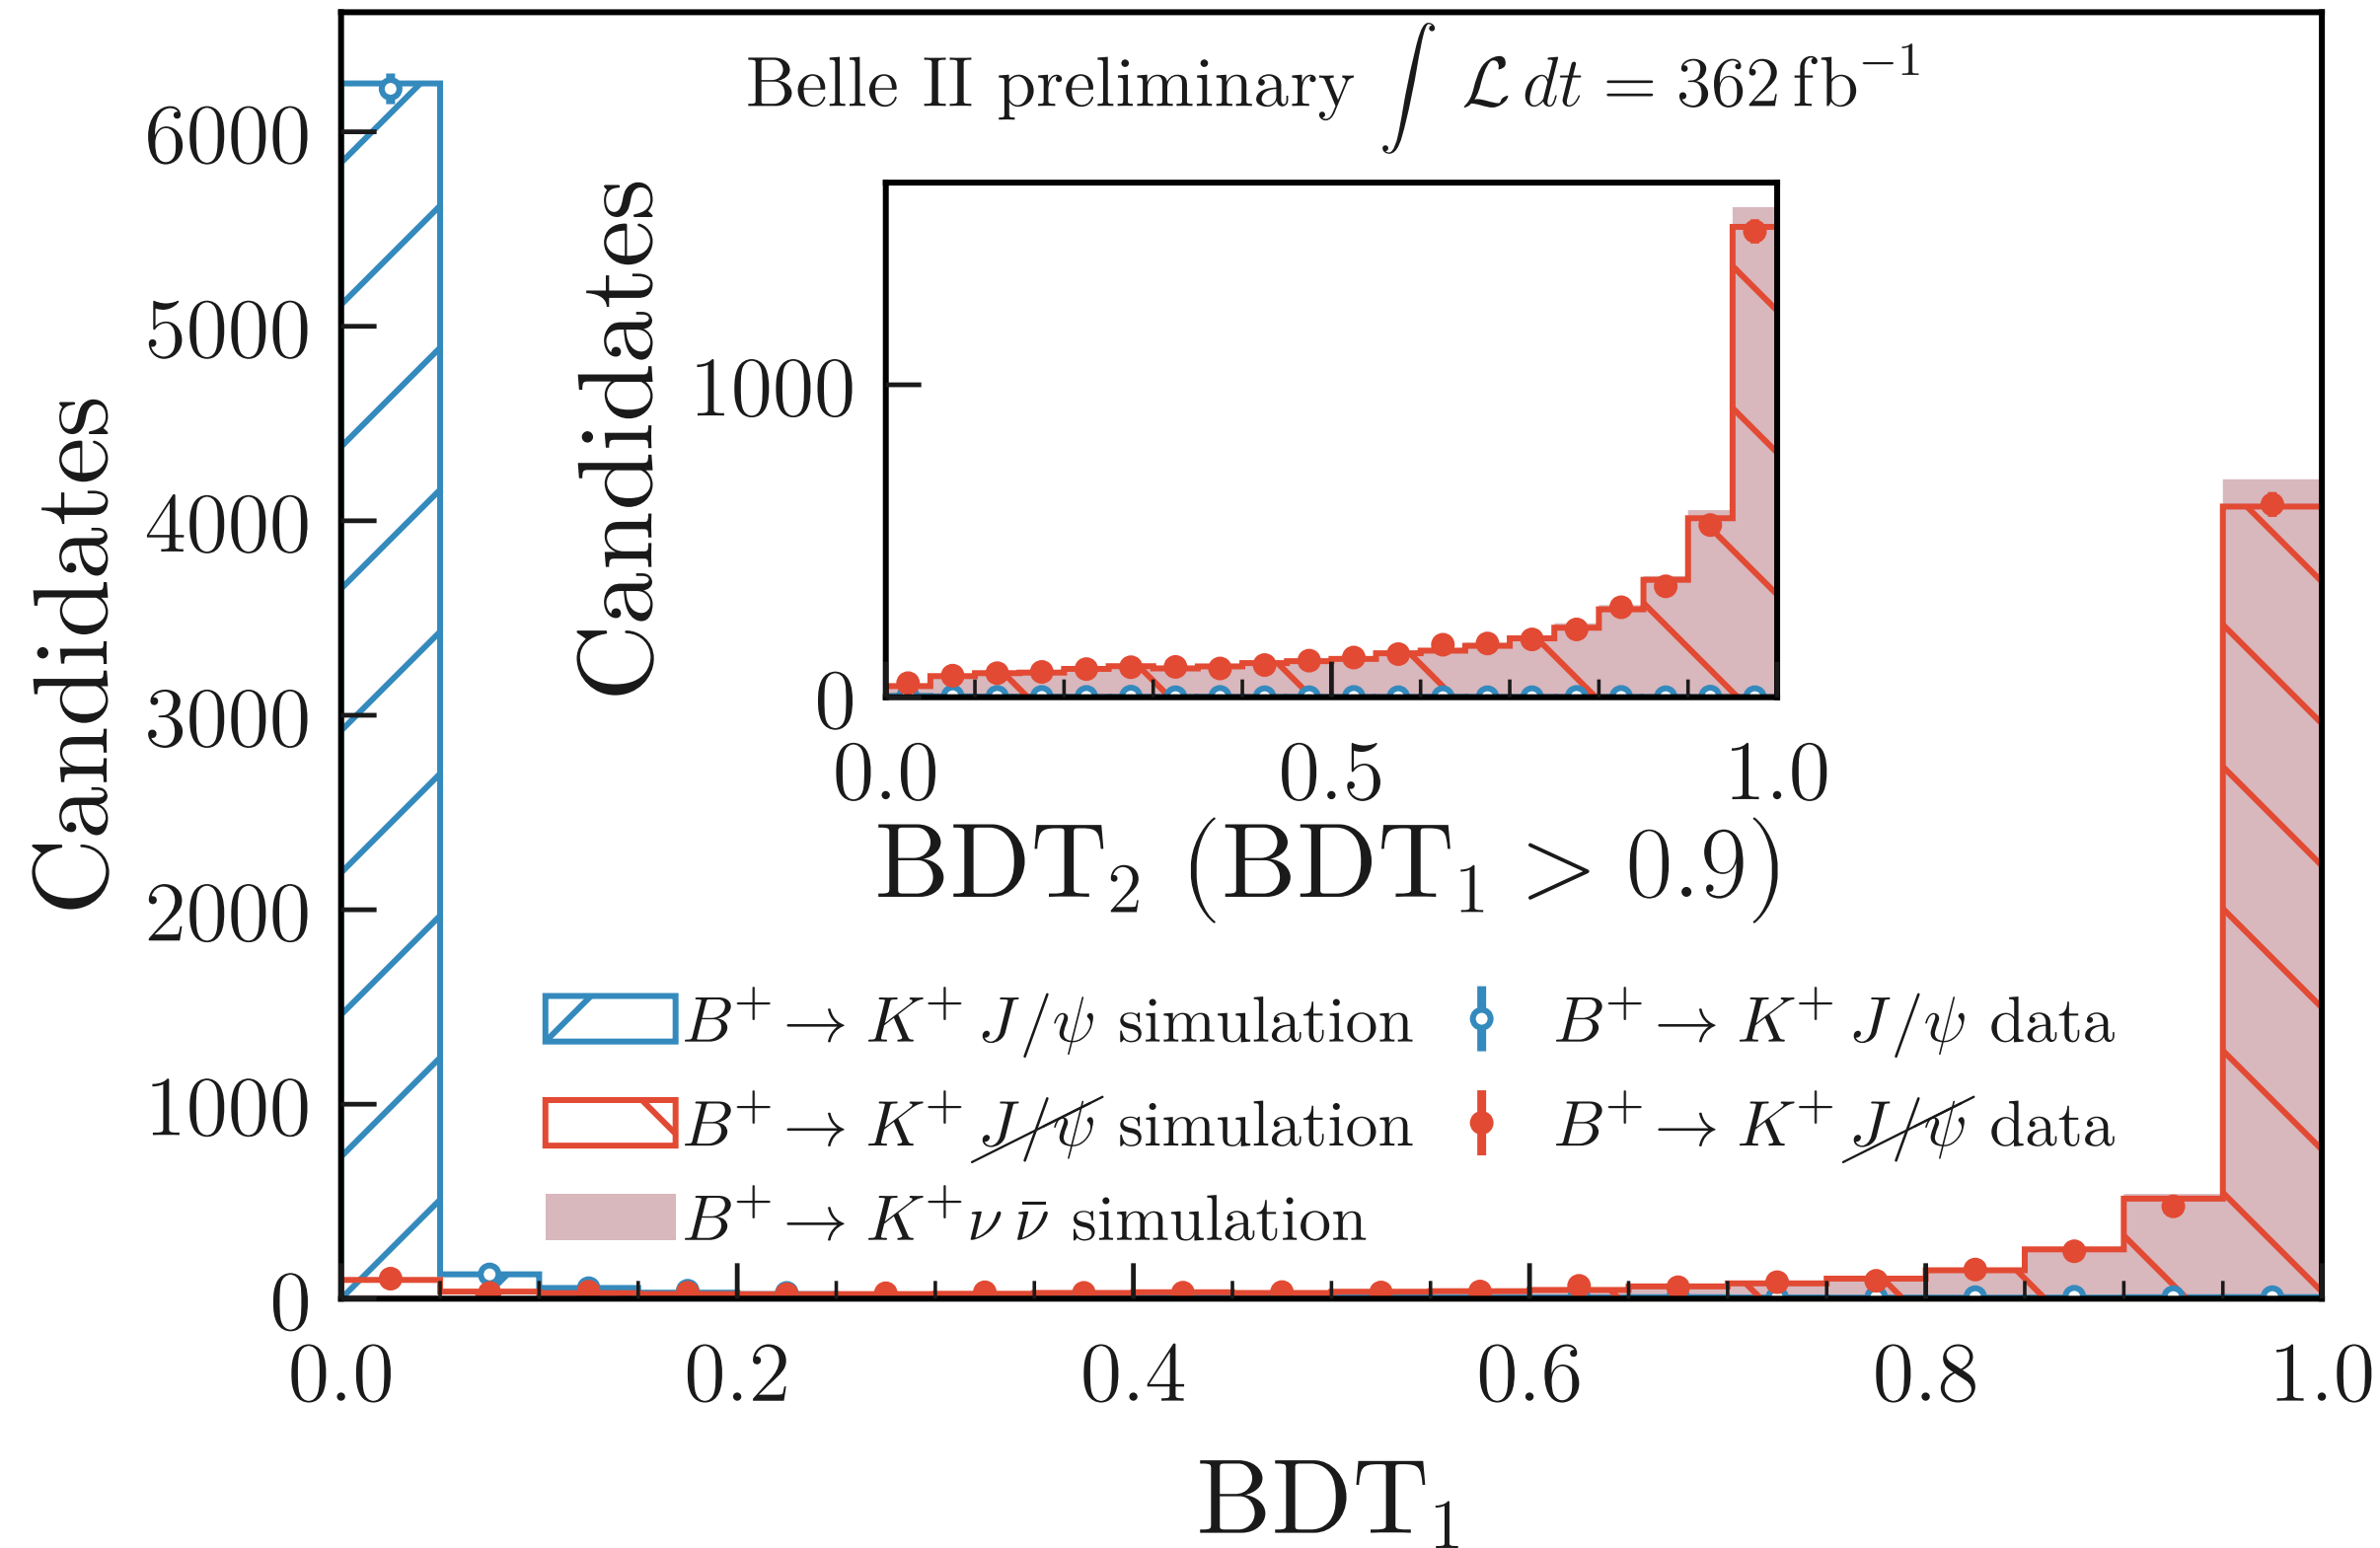 Belle II preliminary ∫ ℒ dt = 362 fb⁻¹
Candidates
6000
5000
4000
3000
2000
1000
0
Candidates
1000
0
0.0 0.5 1.0
BDT₂ (BDT₁ > 0.9)
B⁺ → K⁺ J/ψ simulation
B⁺ → K⁺ J̸/̸ψ̸ simulation
B⁺ → K⁺νν̄ simulation
B⁺ → K⁺ J/ψ data
B⁺ → K⁺ J̸/̸ψ̸ data
0.0 0.2 0.4 0.6 0.8 1.0
BDT₁